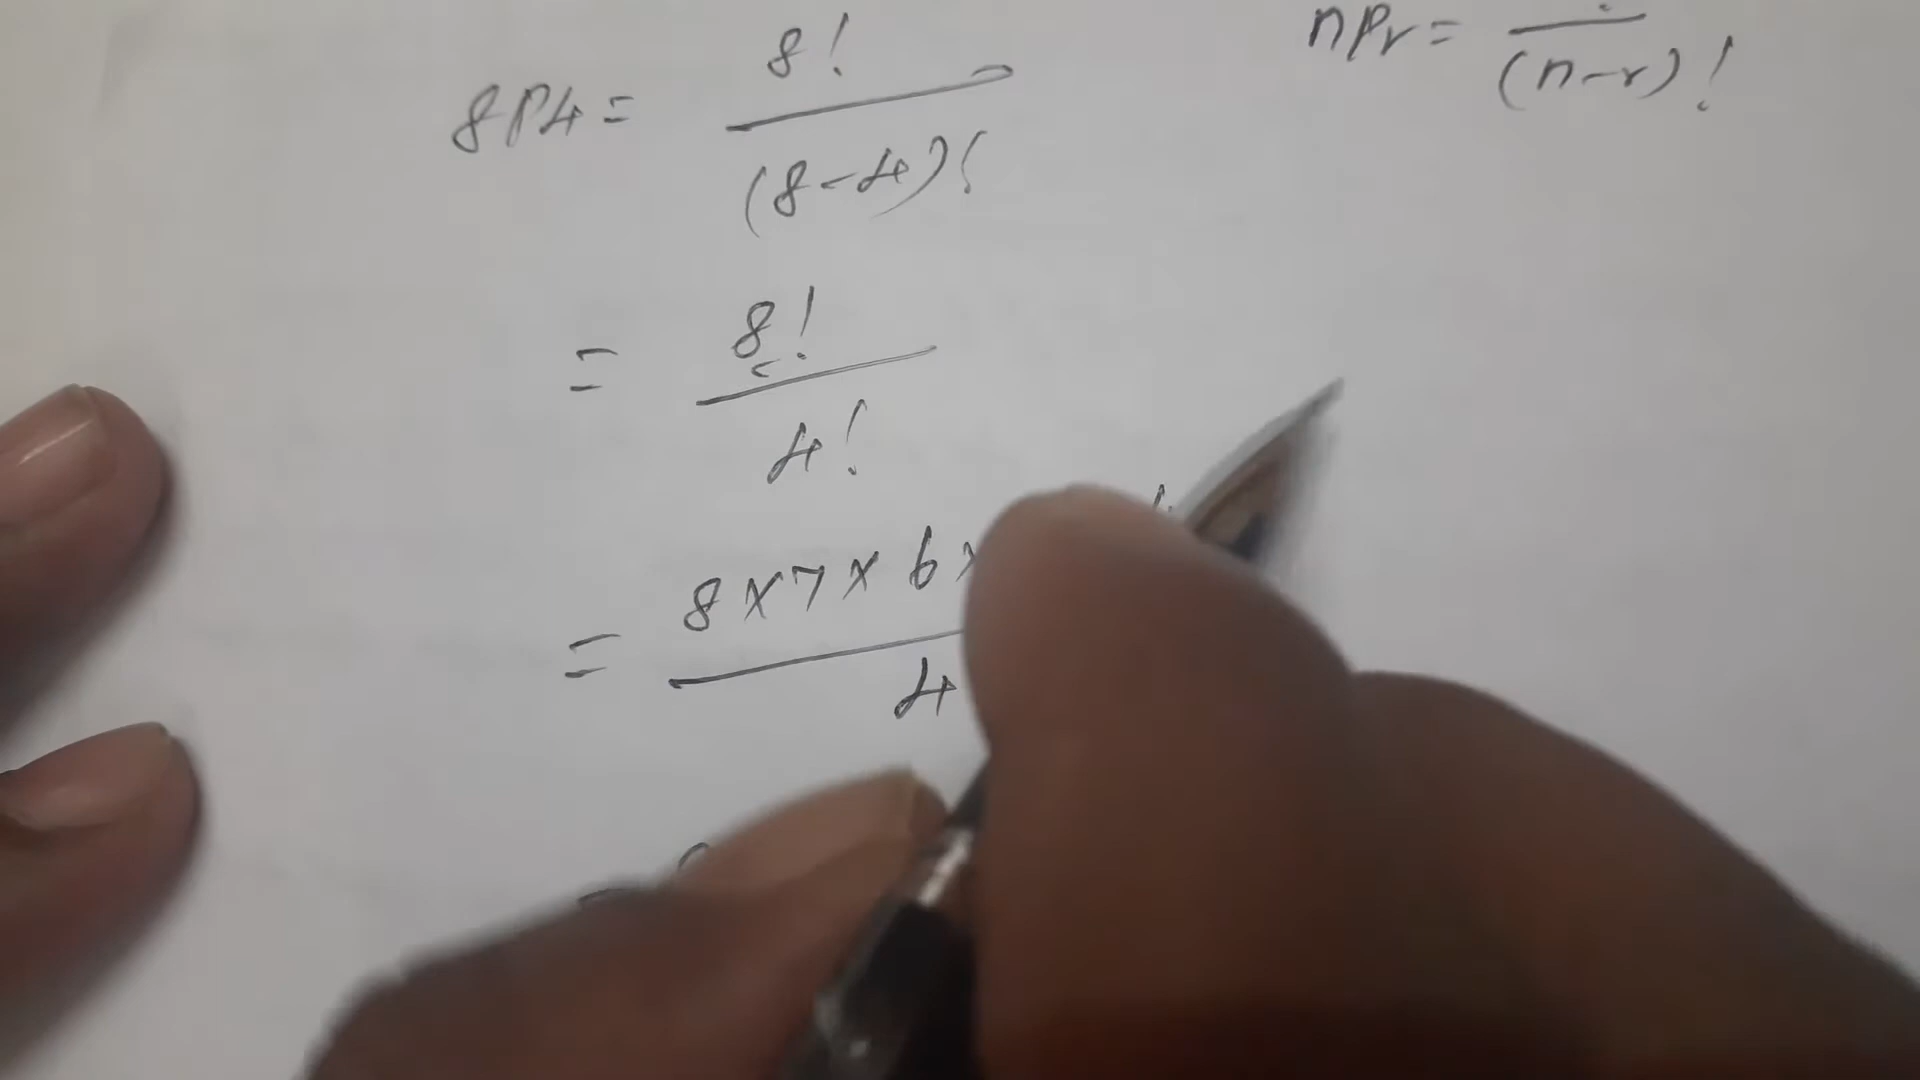 nPr = (n-r)!
8P4 = 8! / (8-4)!
= 8! / 4!
= 8 x 7 x 6 x / 4